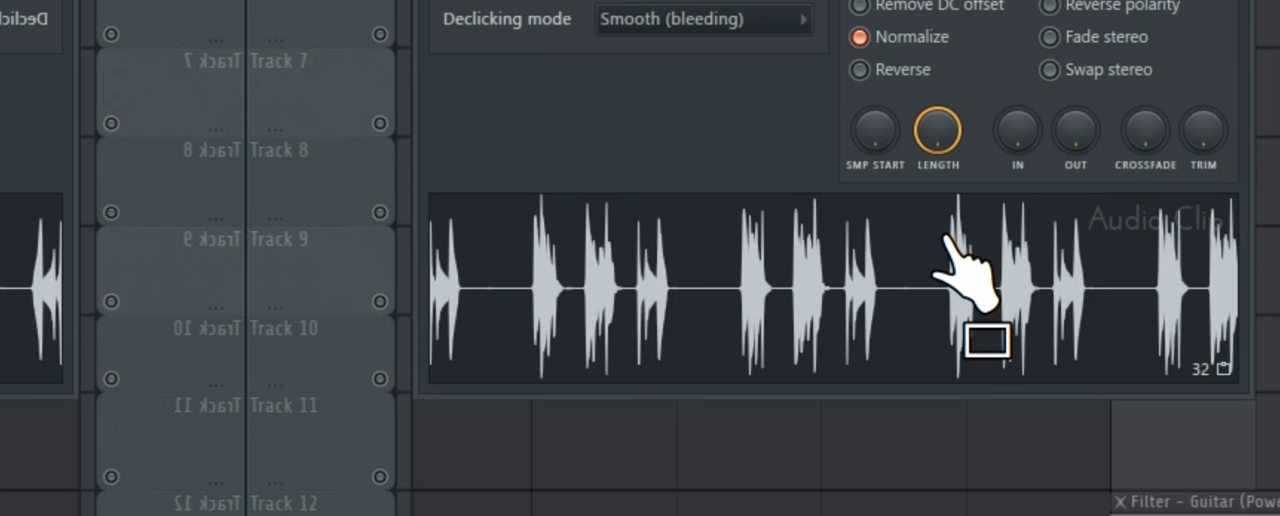 Declicking mode
Smooth (bleeding)
Remove DC offset
Reverse polarity
Normalize
Fade stereo
Reverse
Swap stereo
SMP START
LENGTH
IN
OUT
CROSSFADE
TRIM
Track 7
Track 7
Track 8
Track 8
Track 9
Track 9
Track 10
Track 10
Track 11
Track 11
Track 12
Track 12
Audio Clip
32
Filter - Guitar (Powe